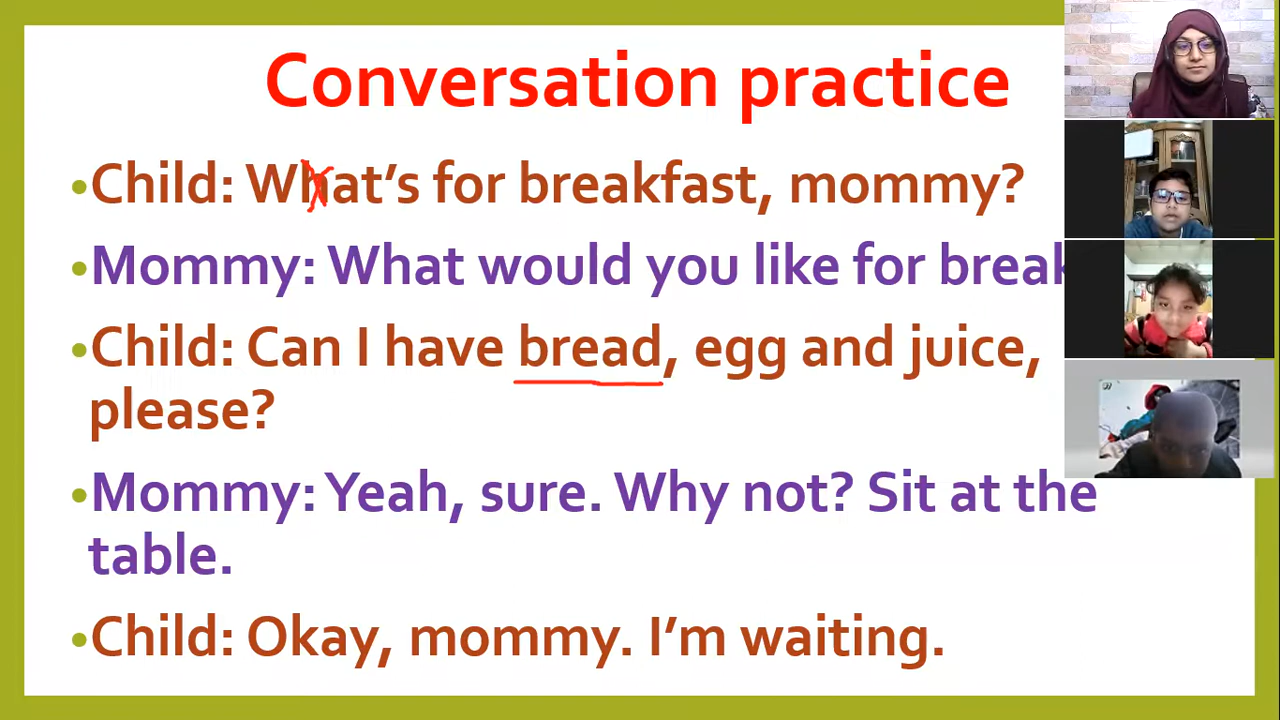 Conversation practice
•Child: What's for breakfast, mommy?
•Mommy: What would you like for break
•Child: Can I have bread, egg and juice,
please?
•Mommy: Yeah, sure. Why not? Sit at the
table.
•Child: Okay, mommy. I'm waiting.